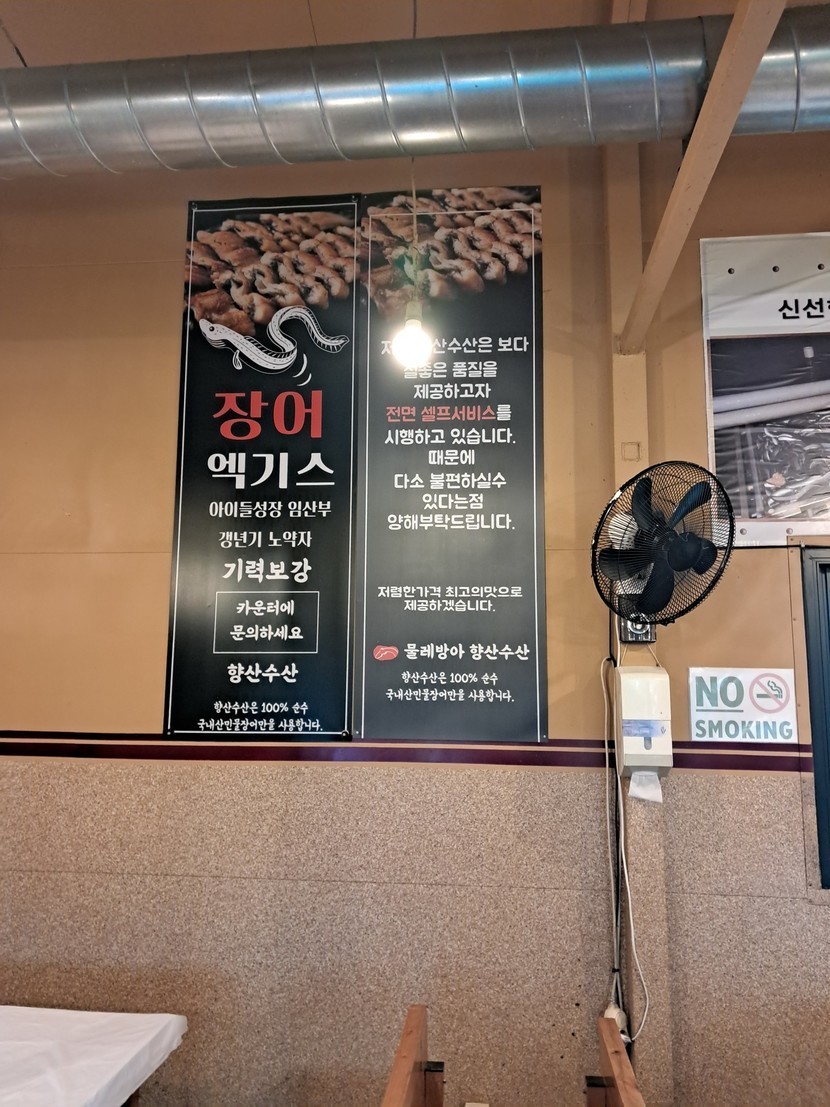 장어
엑기스
아이들성장 임산부
갱년기 노약자
기력보강
카운터에
문의하세요
향산수산
향산수산은 100% 순수
국내산민물장어만을 사용합니다.
보다
품질을
제공하고자
전면 셀프서비스를
시행하고 있습니다.
때문에
다소 불편하실수
있다는점
양해부탁드립니다.
저렴한가격 최고의맛으로
제공하겠습니다.
물레방아 향산수산
향산수산은 100% 순수
국내산민물장어만을 사용합니다.
NO
SMOKING